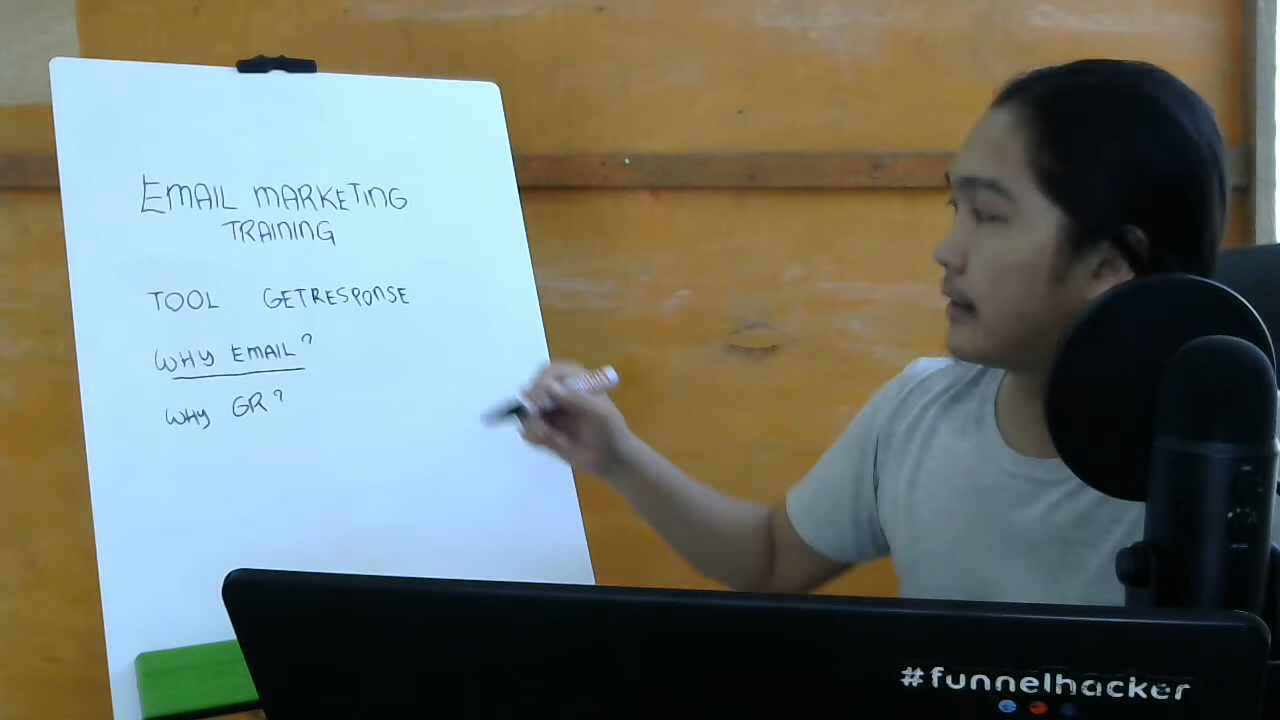 EMAIL MARKETING
TRAINING
TOOL GETRESPONSE
WHY EMAIL?
WHY GR?
#funnelhacker